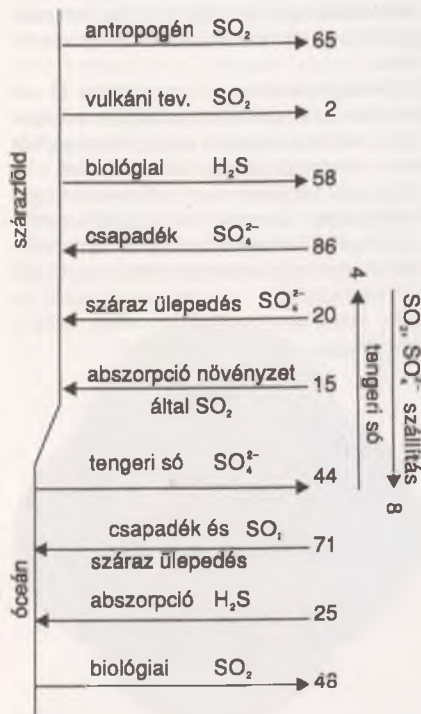 antropogén SO₂ 65
vulkáni tev. SO₂ 2
biológiai H₂S 58
csapadék SO₄²⁻ 86
száraz ülepedés SO₄²⁻ 20
abszorpció növényzet 15
által SO₂
tengeri só SO₄²⁻ 44
csapadék és SO₂ 71
száraz ülepedés
abszorpció H₂S 25
biológiai SO₂ 48
szárazföld
óceán
4
tengeri só
SO₂, SO₄²⁻ szállítás
8